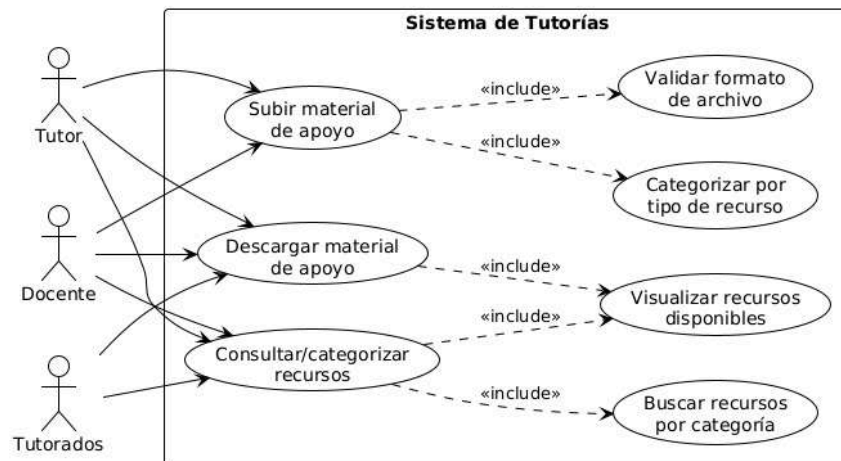 Sistema de Tutorías
Tutor
Docente
Tutorados
Subir material
de apoyo
Descargar material
de apoyo
Consultar/categorizar
recursos
«include»
«include»
«include»
«include»
«include»
Validar formato
de archivo
Categorizar por
tipo de recurso
Visualizar recursos
disponibles
Buscar recursos
por categoría